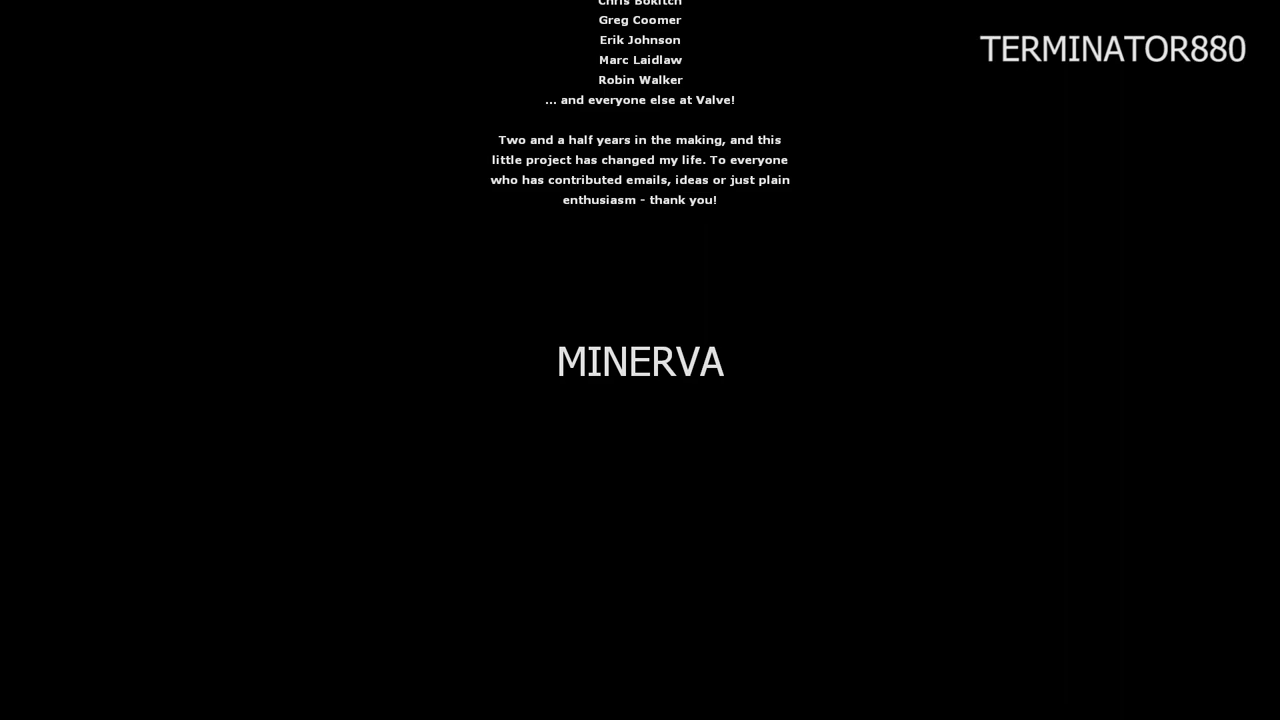 Chris Bokitch
Greg Coomer
Erik Johnson
Marc Laidlaw
Robin Walker
... and everyone else at Valve!
Two and a half years in the making, and this
little project has changed my life. To everyone
who has contributed emails, ideas or just plain
enthusiasm - thank you!
MINERVA
TERMINATOR880